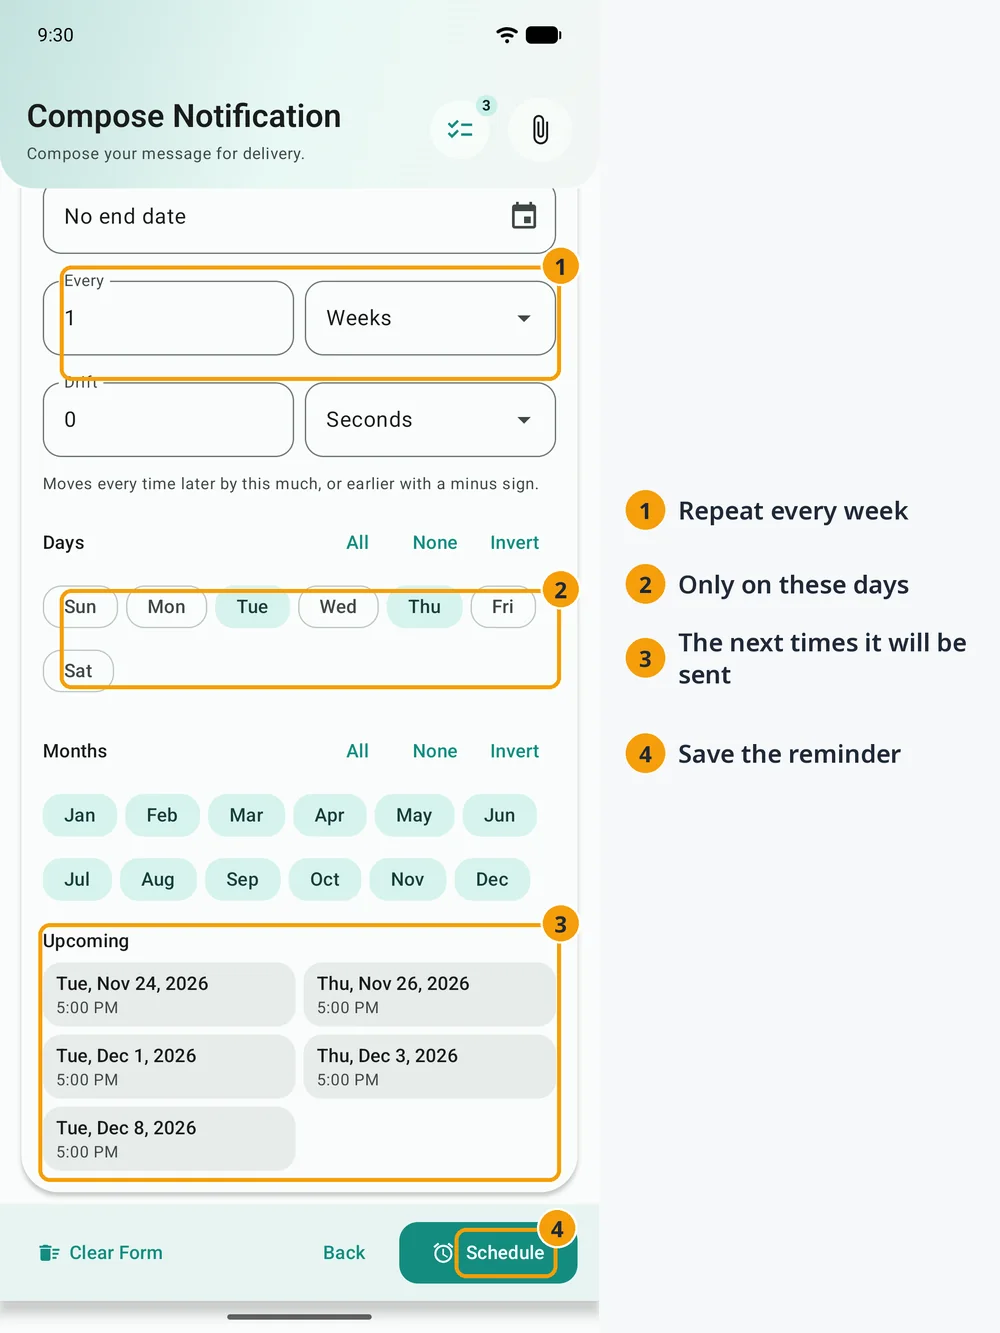 9:30
Compose Notification
3
Compose your message for delivery.
No end date
1
Every
1
Weeks
Drift
0
Seconds
Moves every time later by this much, or earlier with a minus sign.
Days
All
None
Invert
2
Sun
Mon
Tue
Wed
Thu
Fri
Sat
Months
All
None
Invert
Jan
Feb
Mar
Apr
May
Jun
Jul
Aug
Sep
Oct
Nov
Dec
3
Upcoming
Tue, Nov 24, 2026
5:00 PM
Thu, Nov 26, 2026
5:00 PM
Tue, Dec 1, 2026
5:00 PM
Thu, Dec 3, 2026
5:00 PM
Tue, Dec 8, 2026
5:00 PM
4
Clear Form
Back
Schedule
1 Repeat every week
2 Only on these days
3 The next times it will be
sent
4 Save the reminder